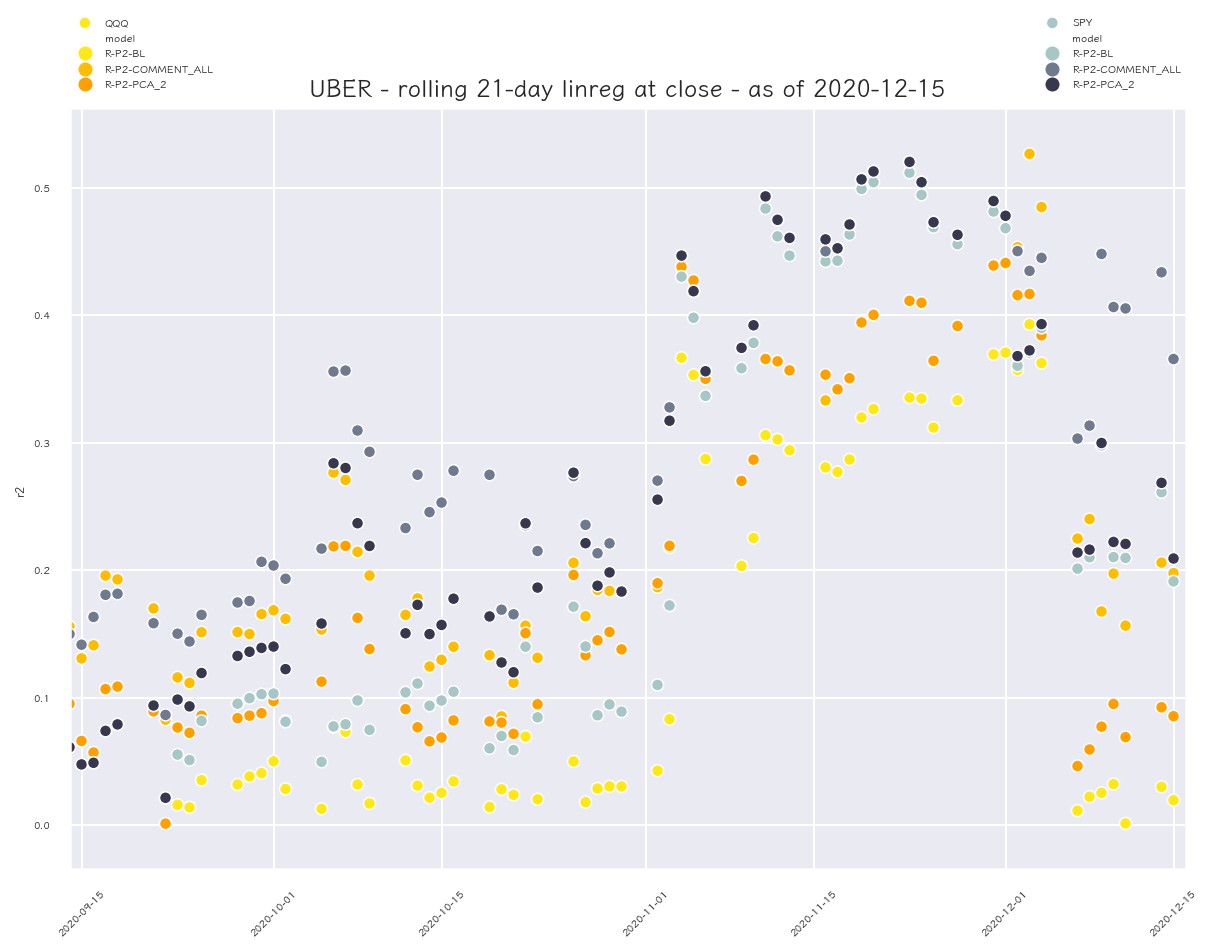 QQQ
model
R-P2-BL
R-P2-COMMENT_ALL
R-P2-PCA_2
SPY
model
R-P2-BL
R-P2-COMMENT_ALL
R-P2-PCA_2
UBER - rolling 21-day linreg at close - as of 2020-12-15
r2
0.5
0.4
0.3
0.2
0.1
0.0
2020-09-15
2020-10-01
2020-10-15
2020-11-01
2020-11-15
2020-12-01
2020-12-15